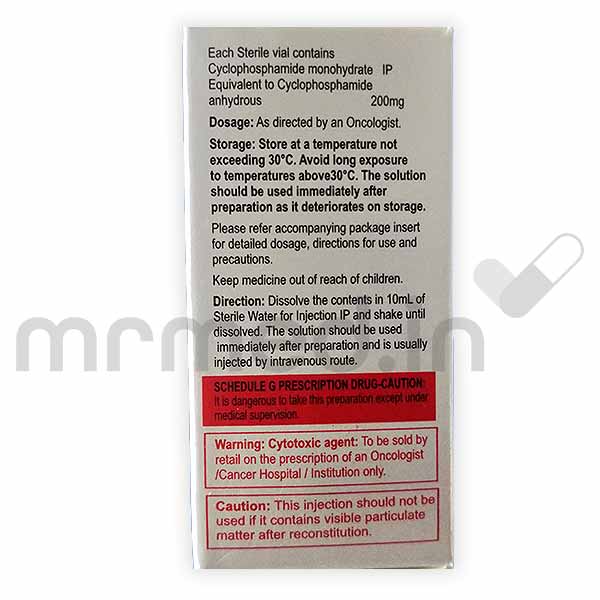 Each Sterile vial contains
Cyclophosphamide monohydrate IP
Equivalent to Cyclophosphamide
anhydrous 200mg
Dosage: As directed by an Oncologist.
Storage: Store at a temperature not
exceeding 30°C. Avoid long exposure
to temperatures above30°C. The solution
should be used immediately after
preparation as it deteriorates on storage.
Please refer accompanying package insert
for detailed dosage, directions for use and
precautions.
Keep medicine out of reach of children.
Direction: Dissolve the contents in 10mL of
Sterile Water for Injection IP and shake until
dissolved. The solution should be used
immediately after preparation and is usually
injected by intravenous route.
mrmed.in
SCHEDULE G PRESCRIPTION DRUG-CAUTION:
It is dangerous to take this preparation except under
medical supervision.
Warning: Cytotoxic agent: To be sold by
retail on the prescription of an Oncologist
/Cancer Hospital / Institution only.
Caution: This injection should not be
used if it contains visible particulate
matter after reconstitution.